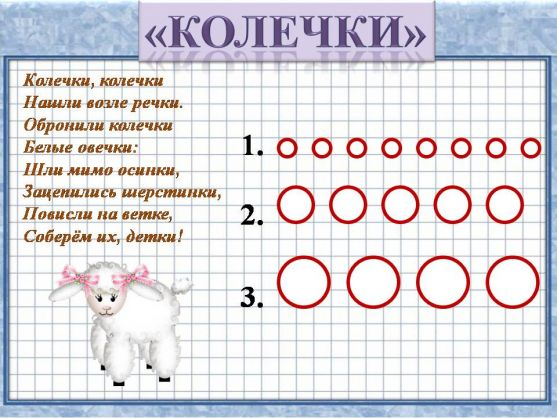 «КОЛЕЧКИ»
Колечки, колечки
Нашли возле речки.
Обронили колечки
Белые овечки:
Шли мимо осинки,
Зацепились шерстинки,
Повисли на ветке,
Соберём их, детки!
1.
2.
3.